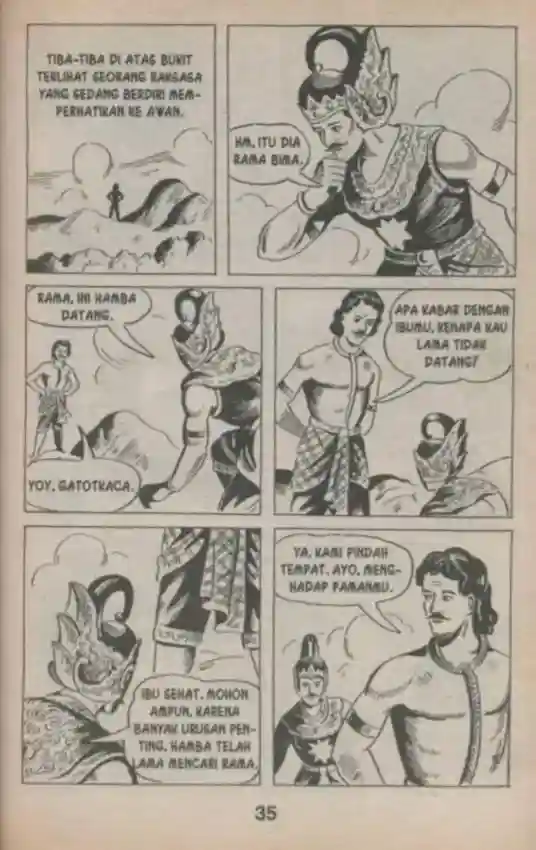 TIBA-TIBA DI ATAS BUKIT
TERLIHAT SEORANG RAKSASA
YANG SEDANG BERDIRI MEM-
PERHATIKAN KE AWAN.
HM, ITU DIA
RAMA BIMA.
RAMA, INI HAMBA
DATANG.
YOY, GATOTKACA.
APA KABAR DENGAN
IBUMU, KENAPA KAU
LAMA TIDAK
DATANG!
IBU SEHAT, MOHON
AMPUN, KARENA
BANYAK URUSAN PEN-
TING, HAMBA TELAH
LAMA MENCARI RAMA.
YA, KAMI PINDAH
TEMPAT. AYO, MENG-
HADAP PAMANMU.
35